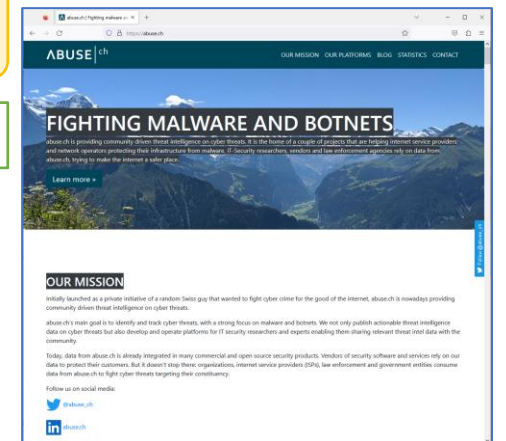 abuse.ch | Fighting malware an
https://abuse.ch
ABUSE ch
OUR MISSION OUR PLATFORMS BLOG STATISTICS CONTACT
FIGHTING MALWARE AND BOTNETS
abuse.ch is providing community driven threat intelligence on cyber threats. It is the home of a couple of projects that are helping internet service providers
and network operators protecting their infrastructure from malware. IT-Security researchers, vendors and law enforcement agencies rely on data from
abuse.ch, trying to make the internet a safer place.
Learn more »
Follow @abuse_ch
OUR MISSION
Initially launched as a private initiative of a random Swiss guy that wanted to fight cyber crime for the good of the internet, abuse.ch is nowadays providing
community driven threat intelligence on cyber threats.
abuse.ch's main goal is to identify and track cyber threats, with a strong focus on malware and botnets. We not only publish actionable threat intelligence
data on cyber threats but also develop and operate platforms for IT security researchers and experts enabling them sharing relevant threat intel data with the
community.
Today, data from abuse.ch is already integrated in many commercial and open source security products. Vendors of security software and services rely on our
data to protect their customers. But it doesn't stop there: organizations, internet service providers (ISPs), law enforcement and government entities consume
data from abuse.ch to fight cyber threats targeting their constituency.
Follow us on social media:
@abuse_ch
in abuse.ch